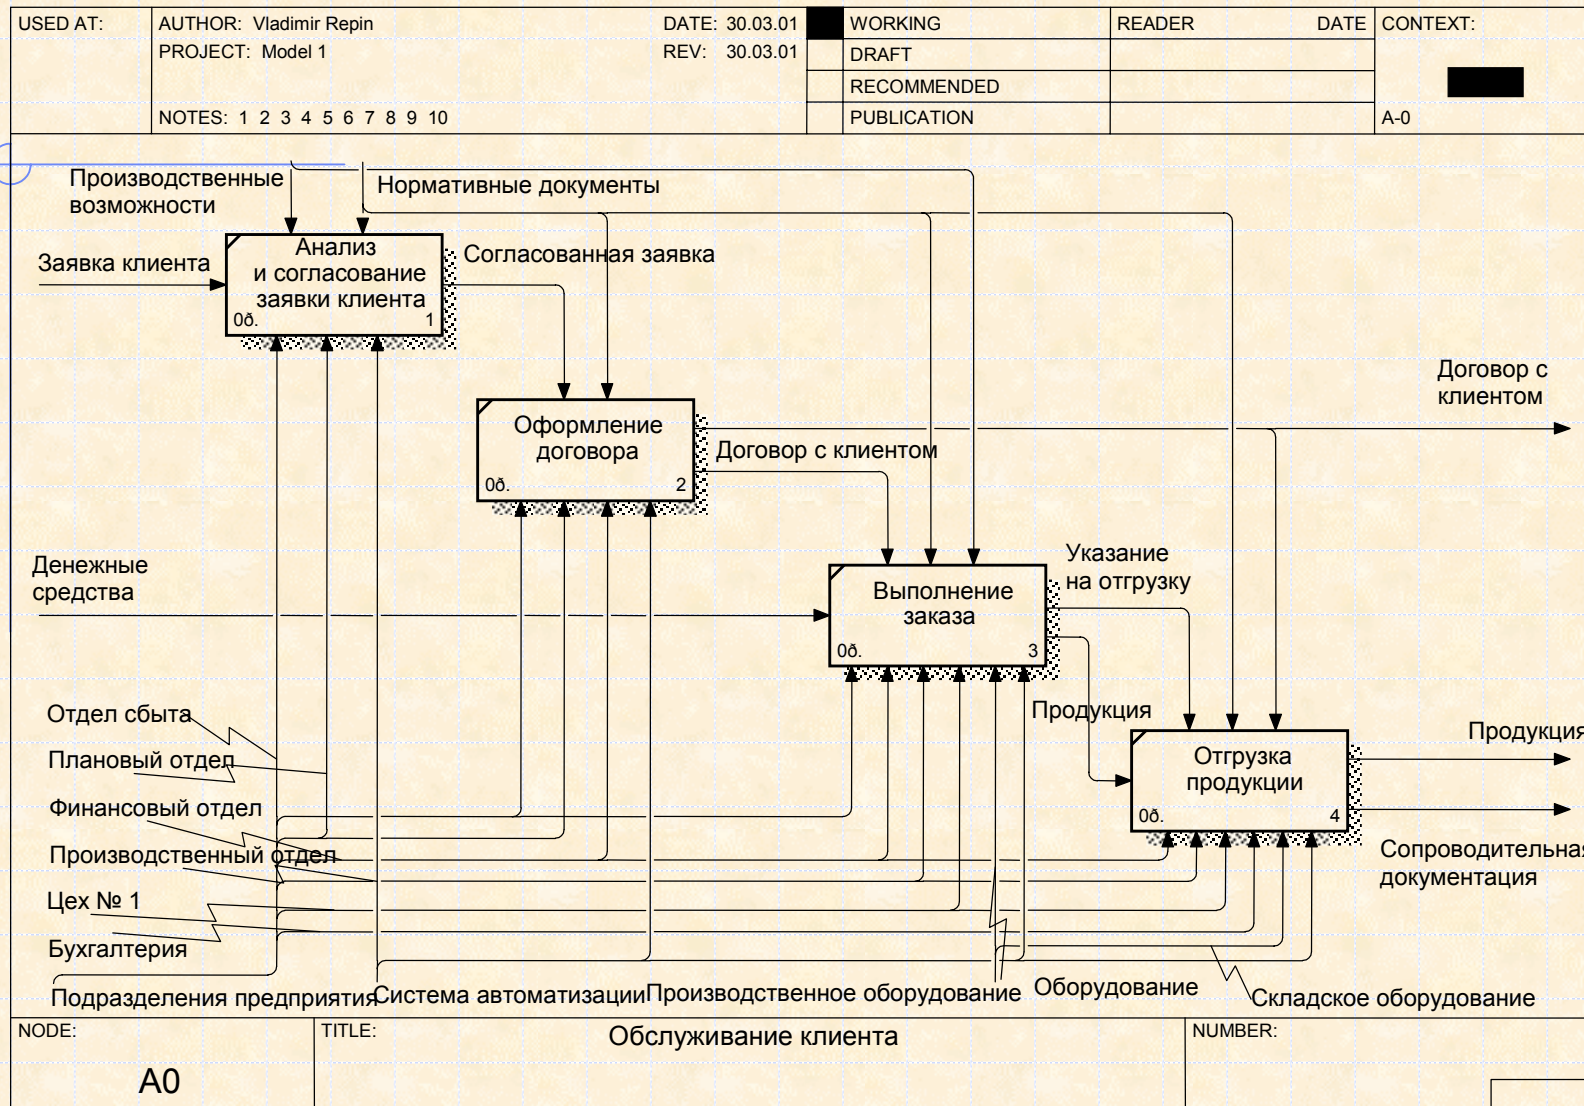 USED AT:
AUTHOR: Vladimir Repin
DATE: 30.03.01
WORKING
READER
DATE
CONTEXT:
PROJECT: Model 1
REV: 30.03.01
DRAFT
RECOMMENDED
NOTES: 1 2 3 4 5 6 7 8 9 10
PUBLICATION
A-0
Производственные
возможности
Нормативные документы
Заявка клиента
Анализ
и согласование
заявки клиента
0ð.
1
Согласованная заявка
Договор с
клиентом
Оформление
договора
0ð.
2
Договор с клиентом
Денежные
средства
Выполнение
заказа
0ð.
3
Указание
на отгрузку
Отдел сбыта
Плановый отдел
Финансовый отдел
Производственный отдел
Цех № 1
Бухгалтерия
Продукция
Отгрузка
продукции
0ð.
4
Продукция
Сопроводительная
документация
Подразделения предприятия
Система автоматизации
Производственное оборудование
Оборудование
Складское оборудование
NODE:
TITLE:
Обслуживание клиента
NUMBER:
A0